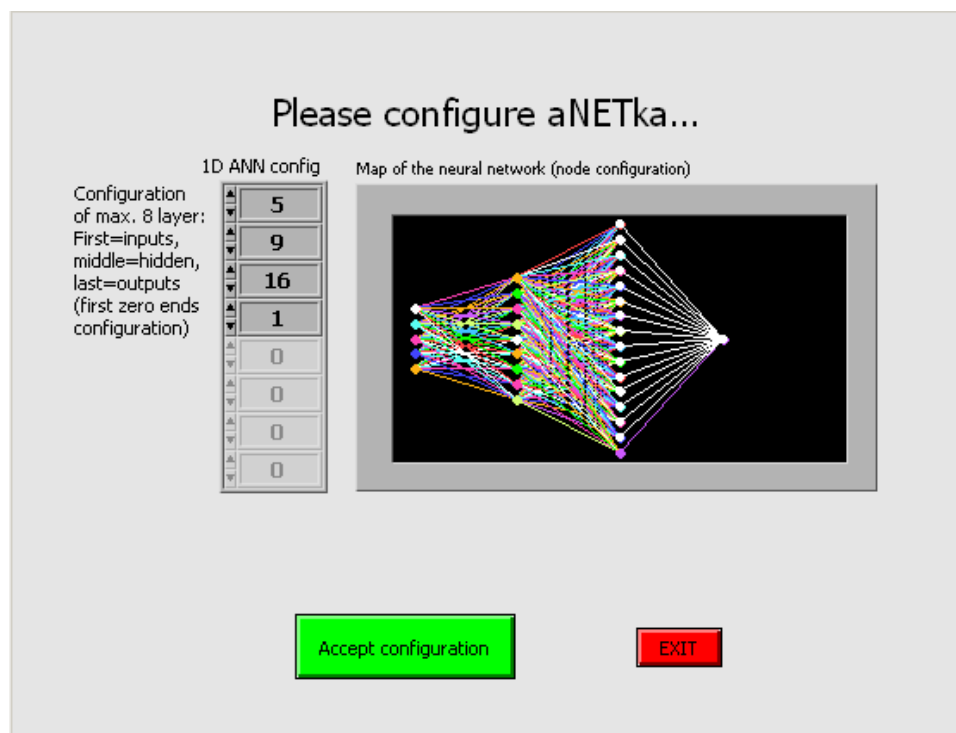 Please configure aNETka...
1D ANN config
Map of the neural network (node configuration)
Configuration
of max. 8 layer:
First=inputs,
middle=hidden,
last=outputs
(first zero ends
configuration)
5
9
16
1
0
0
0
0
Accept configuration
EXIT